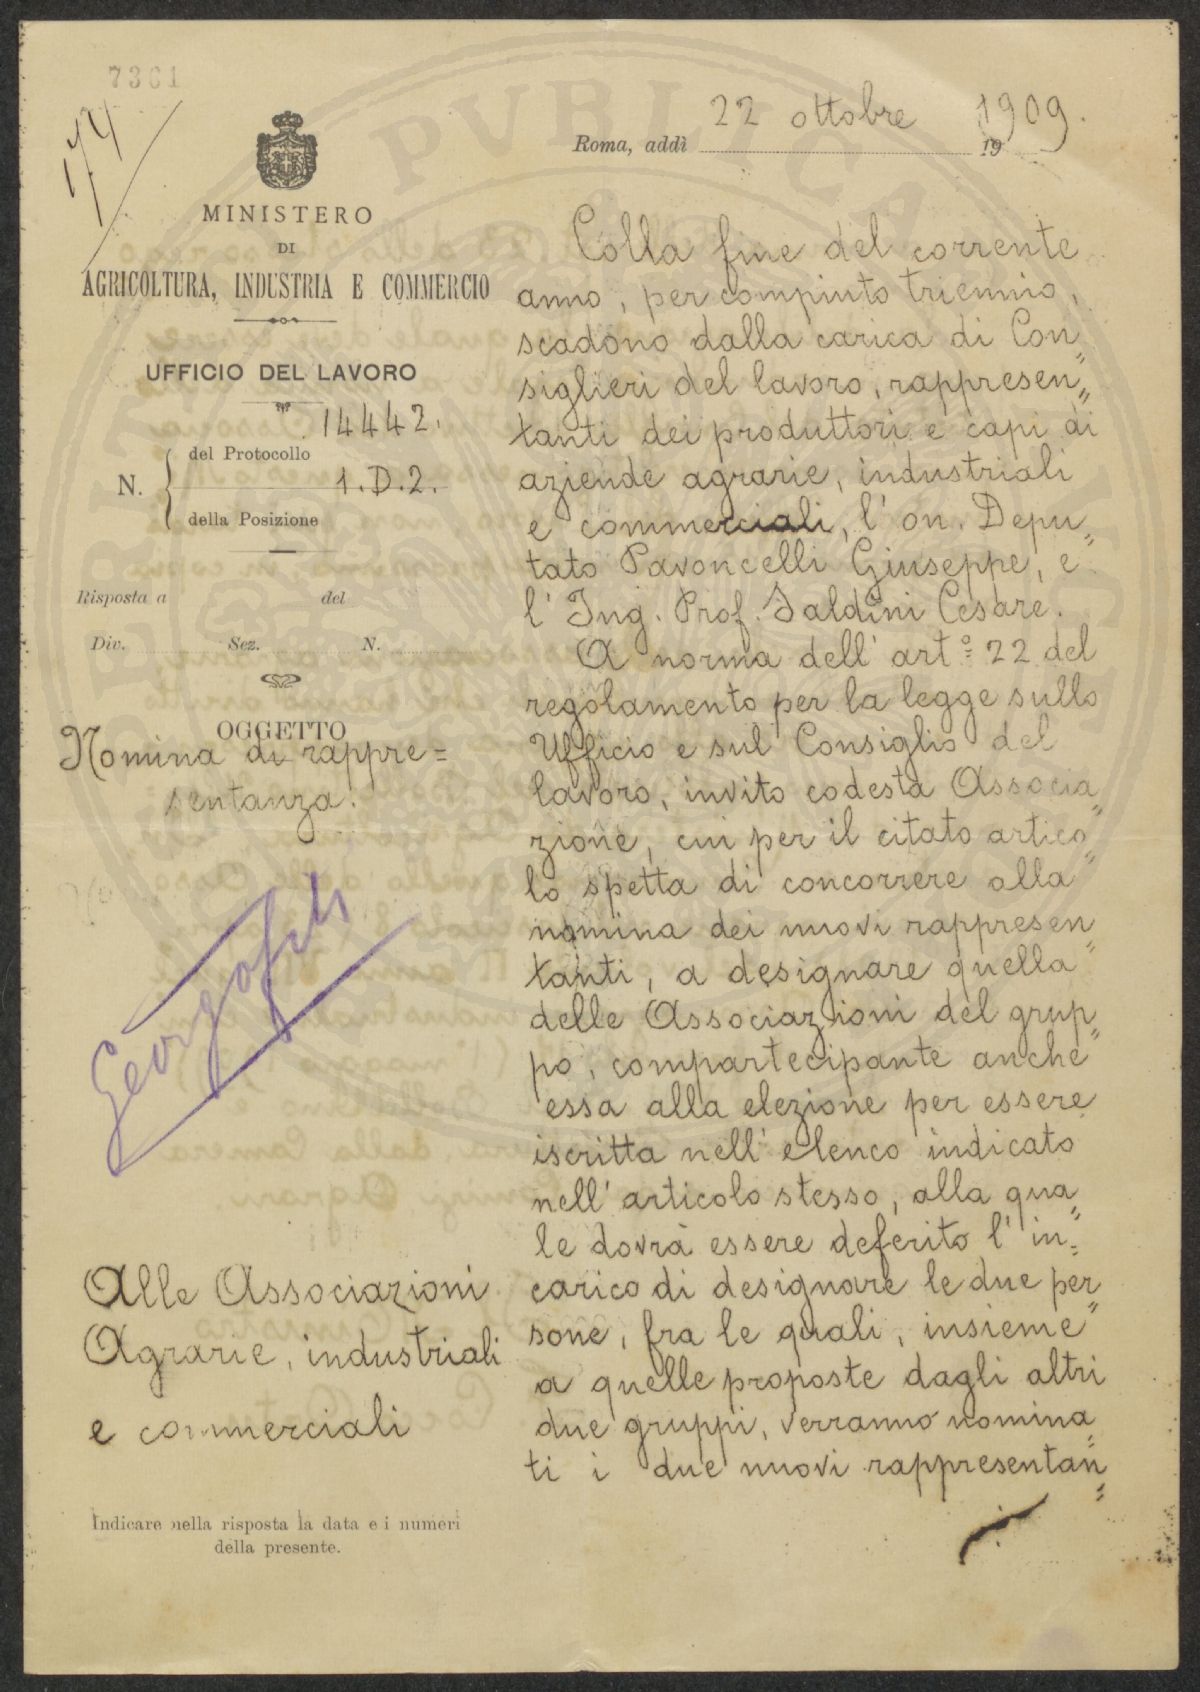 7361
174
Roma, addì 22 ottobre 1909.
19
MINISTERO
DI
AGRICOLTURA, INDUSTRIA E COMMERCIO
UFFICIO DEL LAVORO
14442.
N. del Protocollo
1.D.2.
della Posizione
Risposta a del
Div. Sez. N.
OGGETTO
Nomina di rappre=
sentanza.
Georgofili
Alle Associazioni
Agrarie, industriali
e commerciali
Indicare nella risposta la data e i numeri
della presente.
Colla fine del corrente
anno, per compiuto triennio,
scadono dalla carica di Con„
siglieri del lavoro, rappresen„
tanti dei produttori e capi di
aziende agrarie, industriali
e commerciali, l'on. Depu„
tato Pavoncelli Giuseppe, e
l'Ing. Prof. Saldini Cesare.
A norma dell'artº 22 del
regolamento per la legge sullo
Ufficio e sul Consiglio del
lavoro, invito codesta Associa„
zione, cui per il citato artico„
lo spetta di concorrere alla
nomina dei nuovi rappresen„
tanti, a designare quella
delle Associazioni del grup„
po, compartecipante anche
essa alla elezione per essere
iscritta nell'elenco indicato
nell'articolo stesso, alla qua„
le dovrà essere deferito l'in„
carico di designare le due per„
sone, fra le quali, insieme
a quelle proposte dagli altri
due gruppi, verranno nomina„
ti i due nuovi rappresentan„
PVBLICA